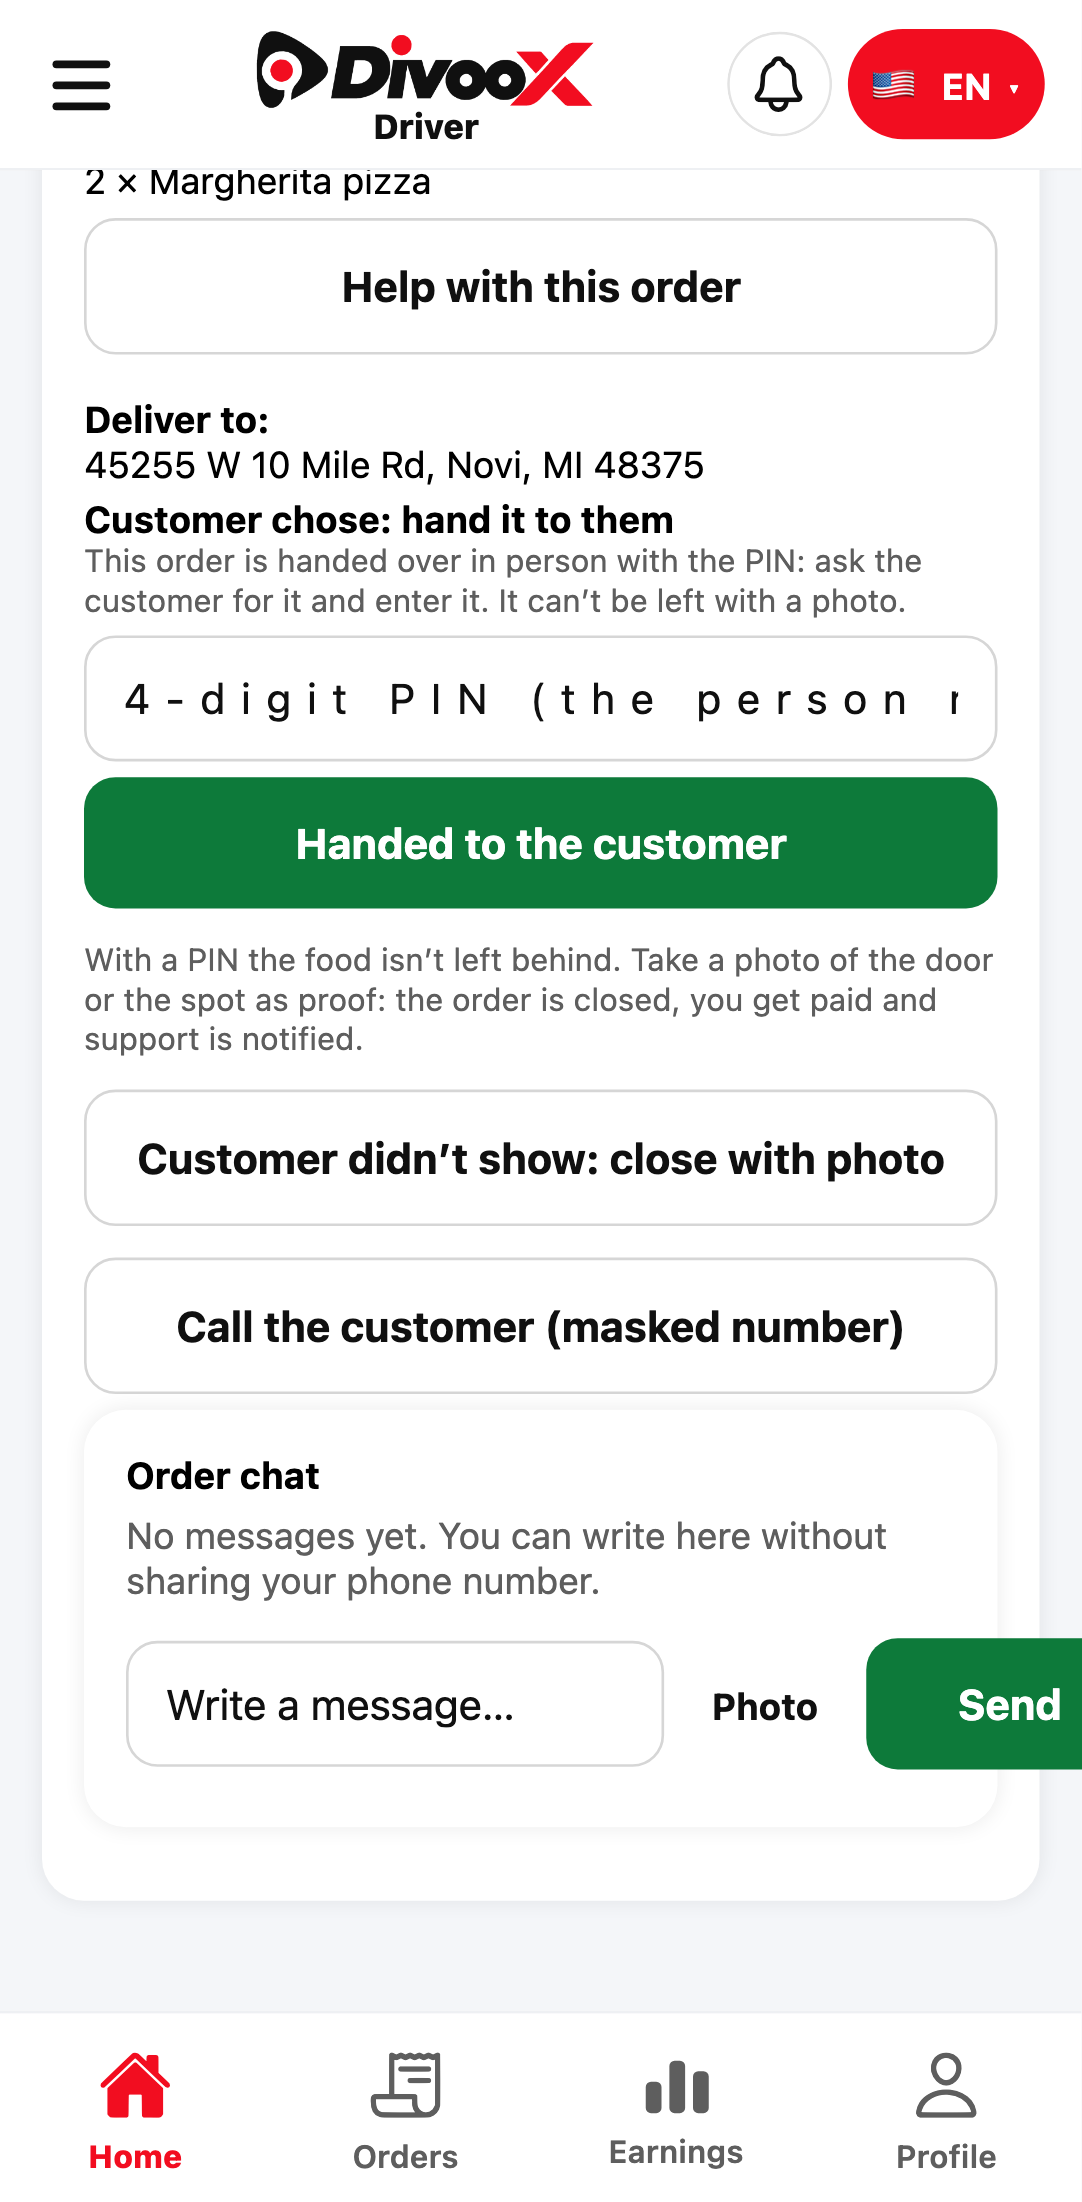 DivooX
Driver
EN
2 × Margherita pizza
Help with this order
Deliver to:
45255 W 10 Mile Rd, Novi, MI 48375
Customer chose: hand it to them
This order is handed over in person with the PIN: ask the
customer for it and enter it. It can’t be left with a photo.
4-digit PIN (the person
Handed to the customer
With a PIN the food isn’t left behind. Take a photo of the door
or the spot as proof: the order is closed, you get paid and
support is notified.
Customer didn’t show: close with photo
Call the customer (masked number)
Order chat
No messages yet. You can write here without
sharing your phone number.
Write a message...
Photo
Send
Home
Orders
Earnings
Profile